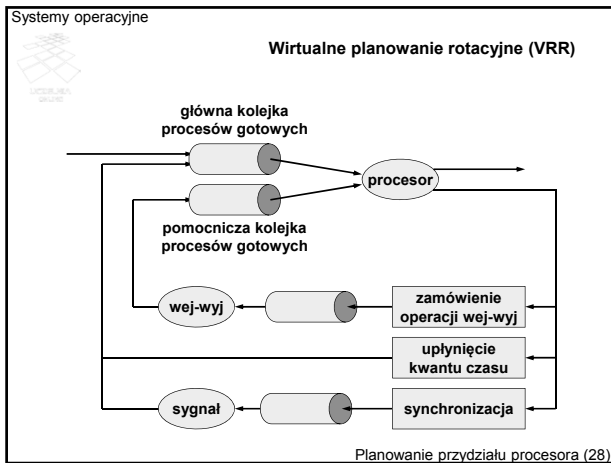 Systemy operacyjne
Wirtualne planowanie rotacyjne (VRR)
główna kolejka
procesów gotowych
procesor
pomocnicza kolejka
procesów gotowych
wej-wyj
zamówienie
operacji wej-wyj
upłynięcie
kwantu czasu
sygnał
synchronizacja
Planowanie przydziału procesora (28)